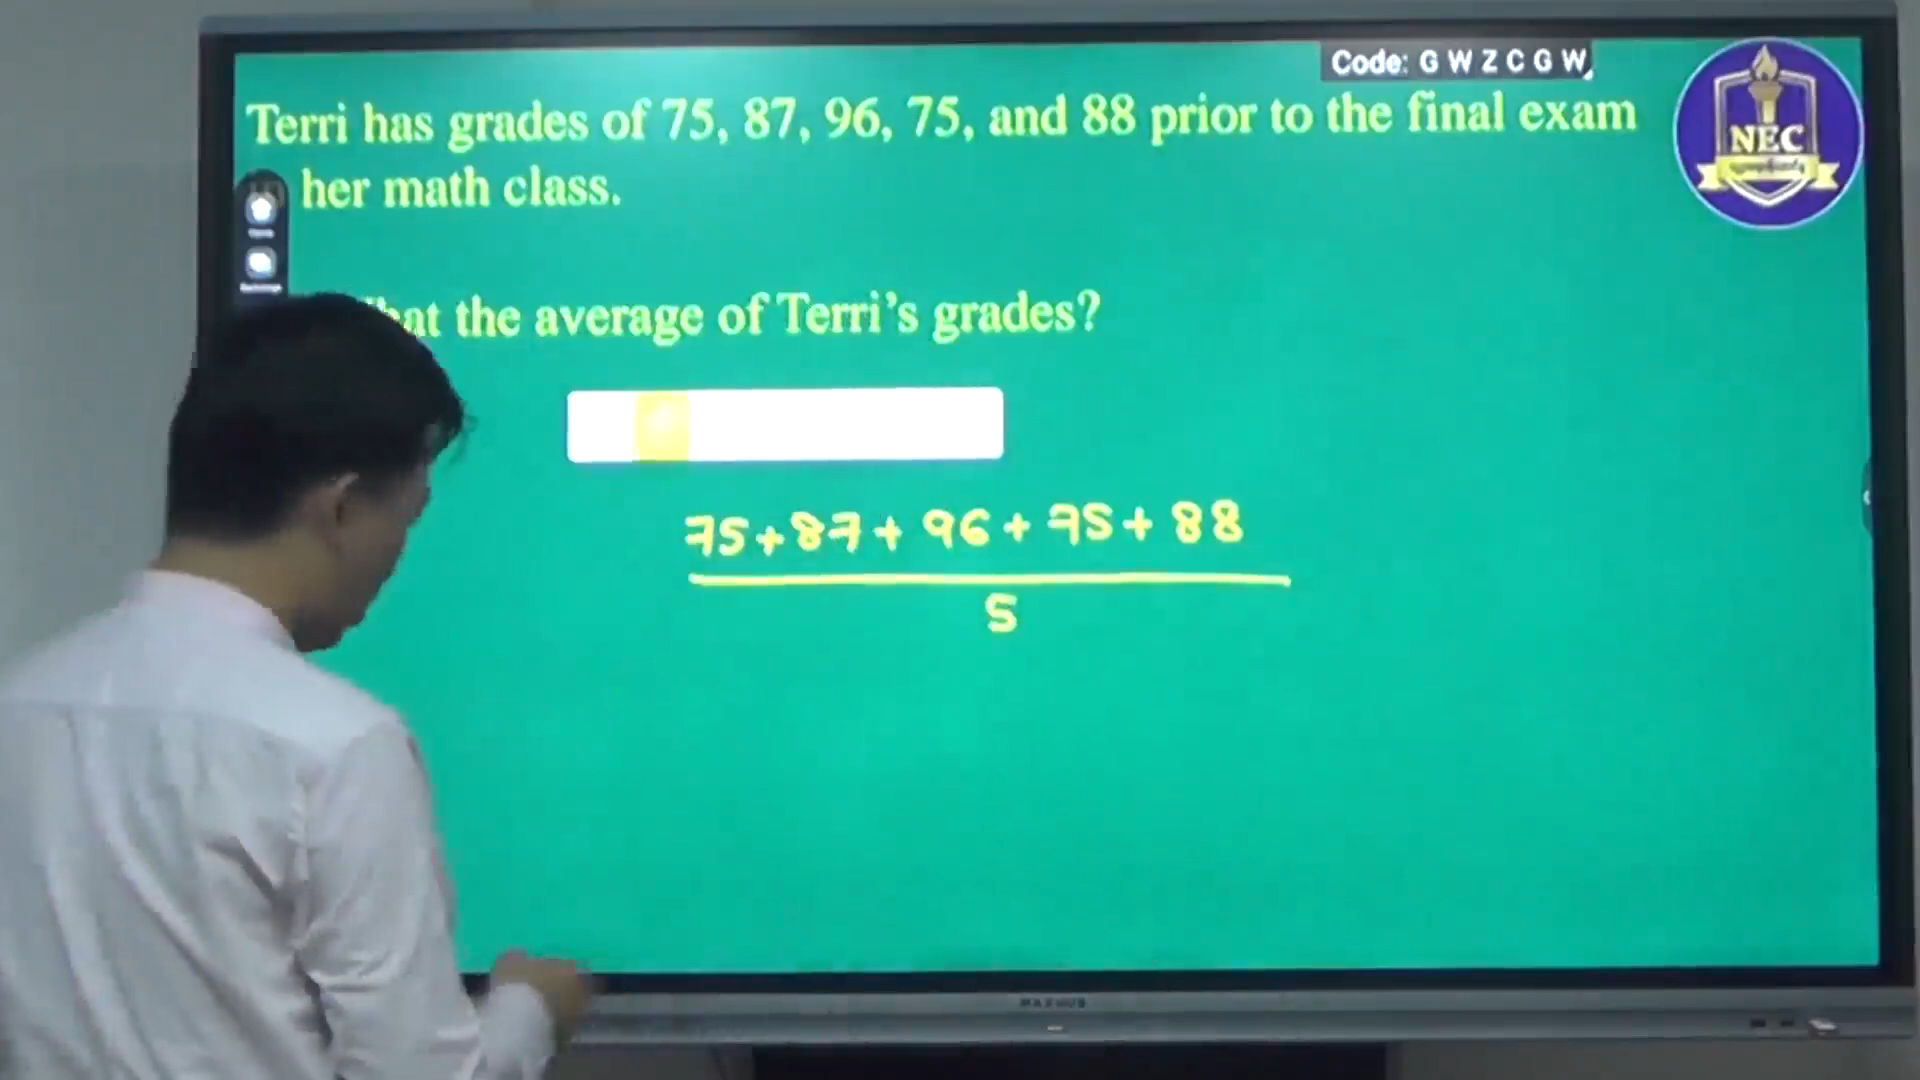 Code: G W Z C G W
Terri has grades of 75, 87, 96, 75, and 88 prior to the final exam
her math class.
the average of Terri's grades?
75+87+ 96+75+ 88
5
NEC
MAXHUB